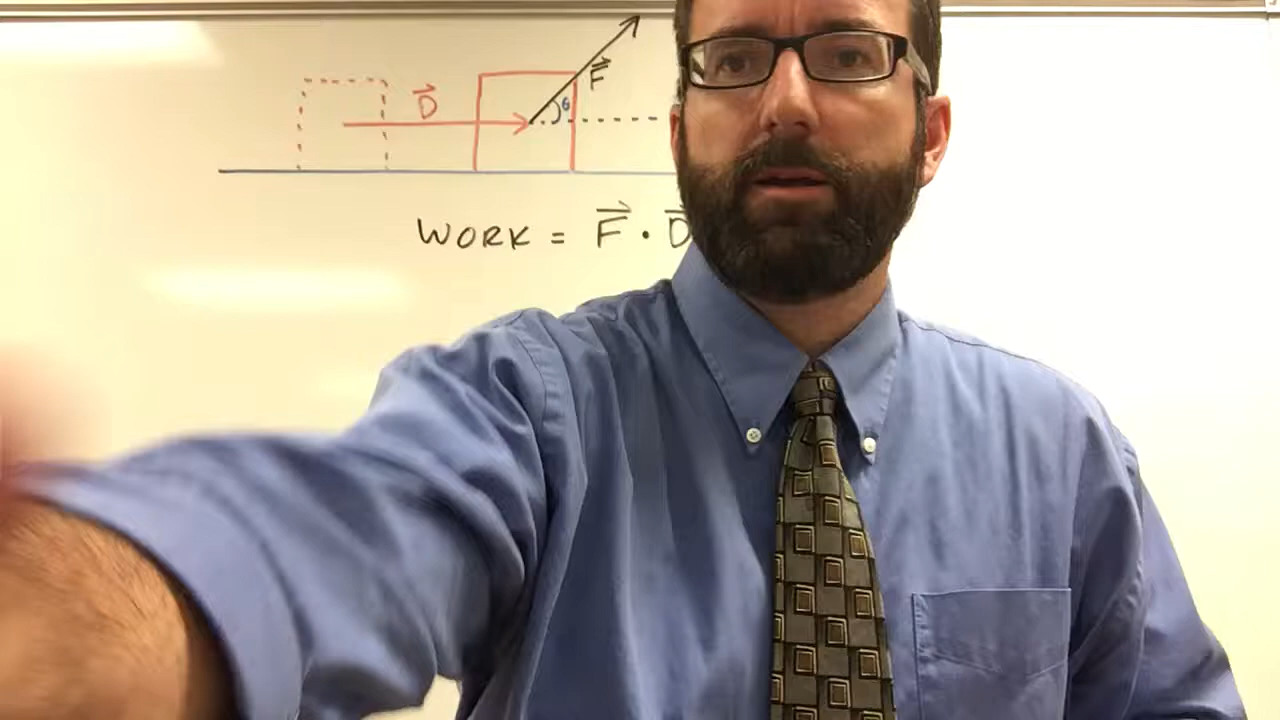 D⃗
F⃗
θ
WORK = F⃗ · D⃗